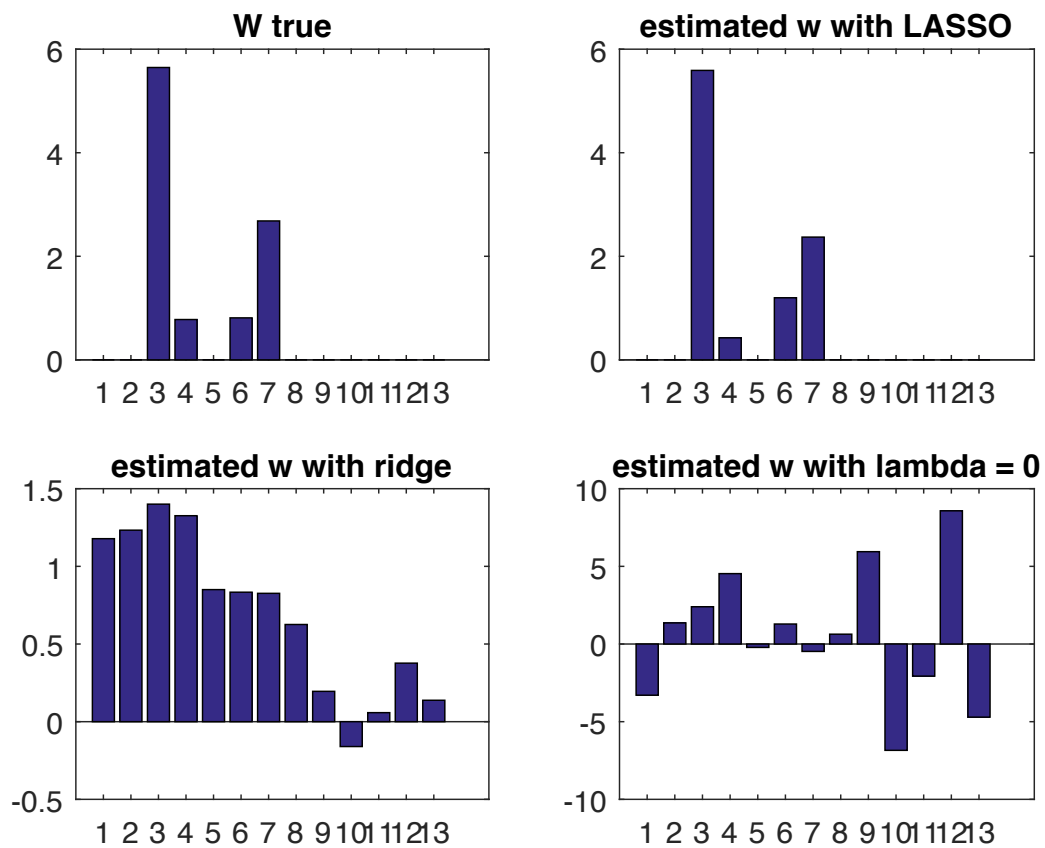 W true
6
4
2
0
1 2 3 4 5 6 7 8 9 10 11 12 13
estimated w with LASSO
6
4
2
0
1 2 3 4 5 6 7 8 9 10 11 12 13
estimated w with ridge
1.5
1
0.5
0
-0.5
1 2 3 4 5 6 7 8 9 10 11 12 13
estimated w with lambda = 0
10
5
0
-5
-10
1 2 3 4 5 6 7 8 9 10 11 12 13